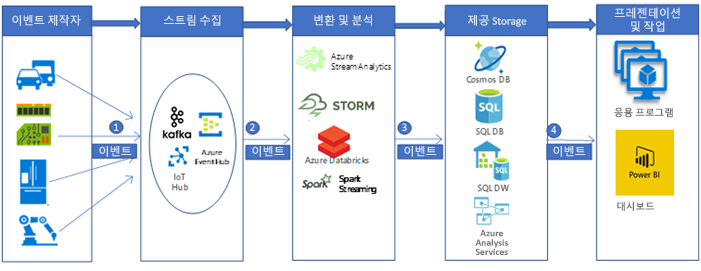 이벤트 제작자
스트림 수집
변환 및 분석
제공 Storage
프레젠테이션
및 작업
1
이벤트
kafka
Azure
Event Hub
IoT
Hub
2
이벤트
Azure
Stream Analytics
STORM
Azure Databricks
Spark
Spark
Streaming
3
이벤트
Cosmos DB
SQL
SQL DB
SQL
SQL DW
Azure
Analysis
Services
4
이벤트
응용 프로그램
Power BI
대시보드